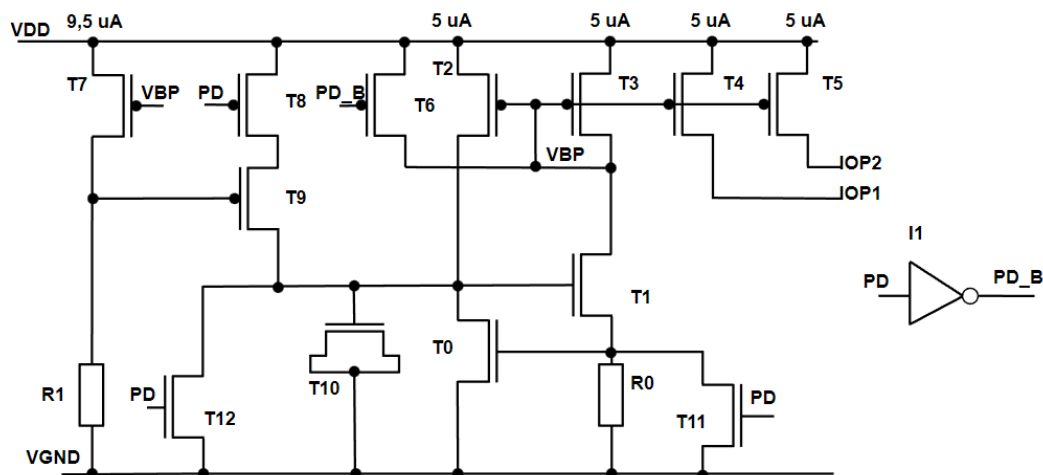 9,5 uA 5 uA 5 uA 5 uA 5 uA
VDD
T7 VBP PD T8 PD_B T6 T2 T3 T4 T5
VBP
IOP2
T9 IOP1
I1
PD PD_B
T1
T0
R1 PD T12 T10 R0 T11 PD
VGND